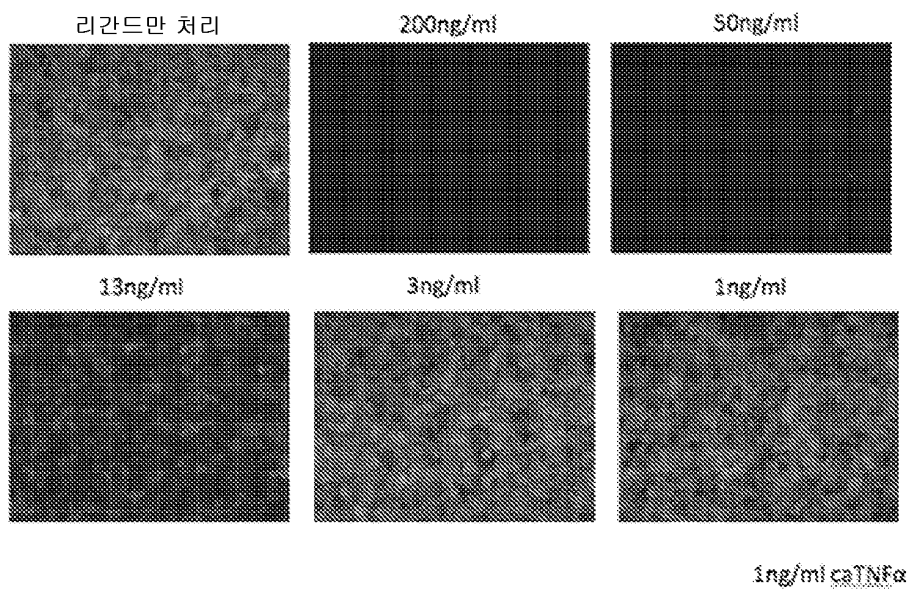 리간드만 처리
200ng/ml
50ng/ml
13ng/ml
3ng/ml
1ng/ml
1ng/ml caTNFα